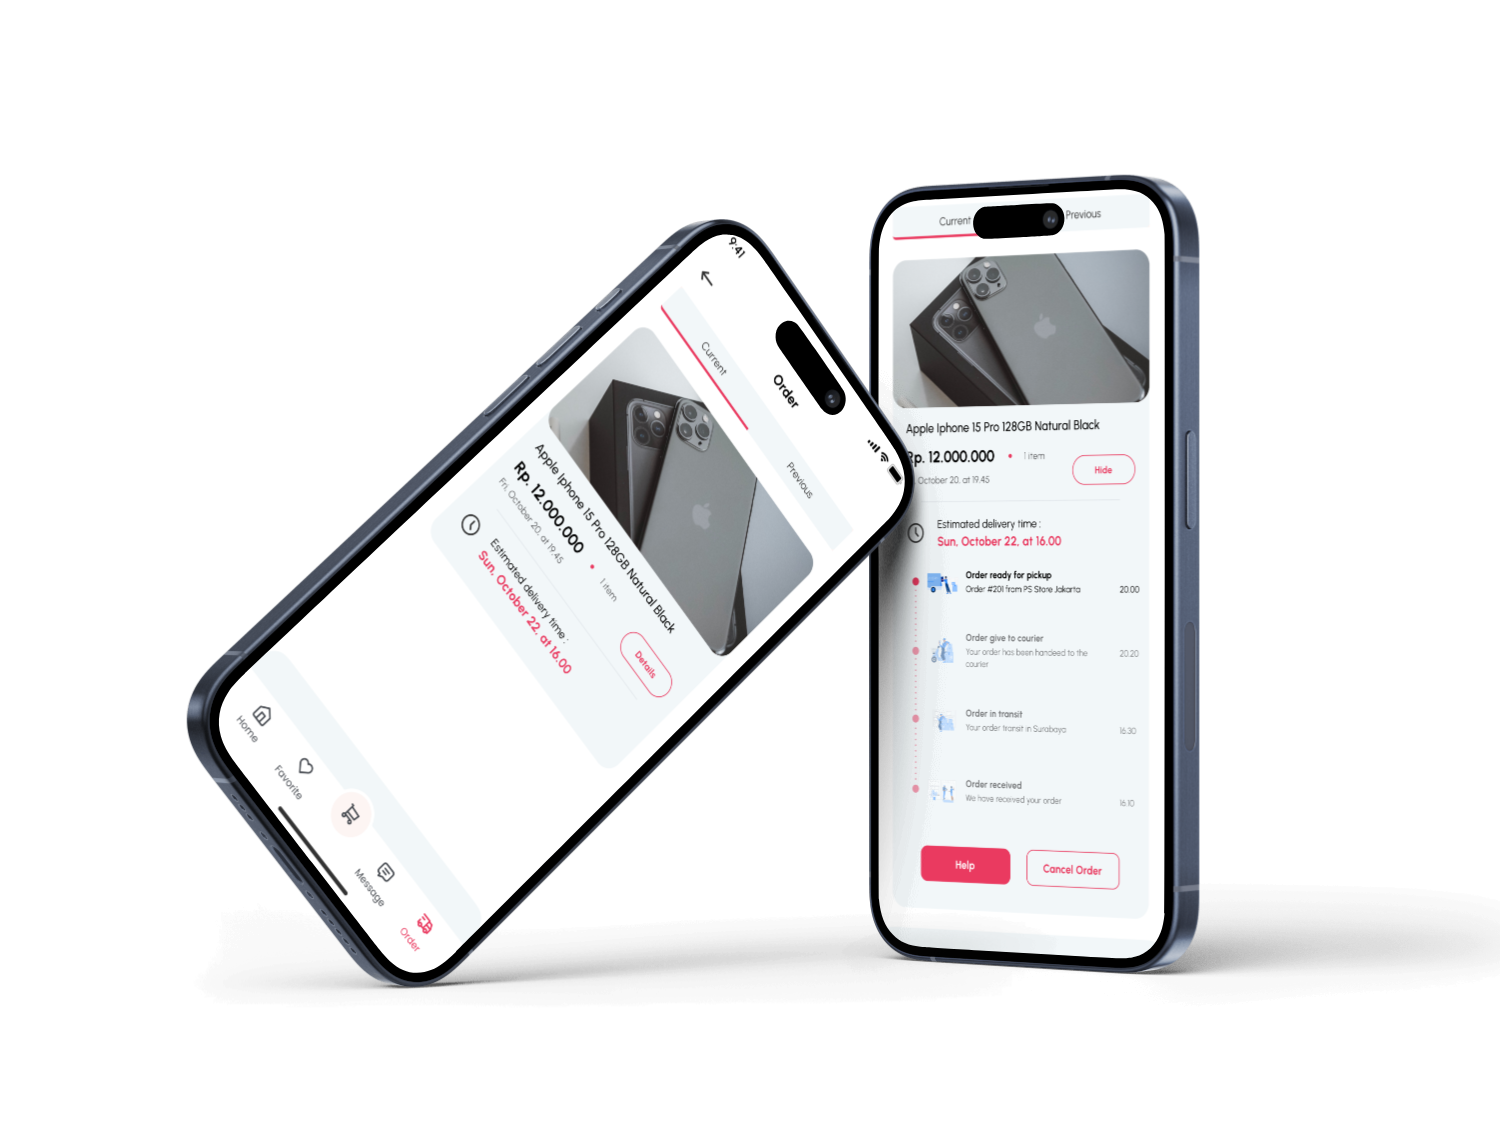 9:41
Order
Current
Previous
Apple Iphone 15 Pro 128GB Natural Black
Rp. 12.000.000
1 item
Fri, October 20, at 19.45
Details
Estimated delivery time :
Sun, October 22, at 16.00
Home
Favorite
Message
Order
Current
Previous
Apple Iphone 15 Pro 128GB Natural Black
Rp. 12.000.000
1 item
October 20. at 19.45
Hide
Estimated delivery time :
Sun, October 22, at 16.00
Order ready for pickup
Order #201 from PS Store Jakarta
20.00
Order give to courier
Your order has been handeed to the
courier
20.20
Order in transit
Your order transit in Surabaya
16.30
Order received
We have received your order
16.10
Help
Cancel Order